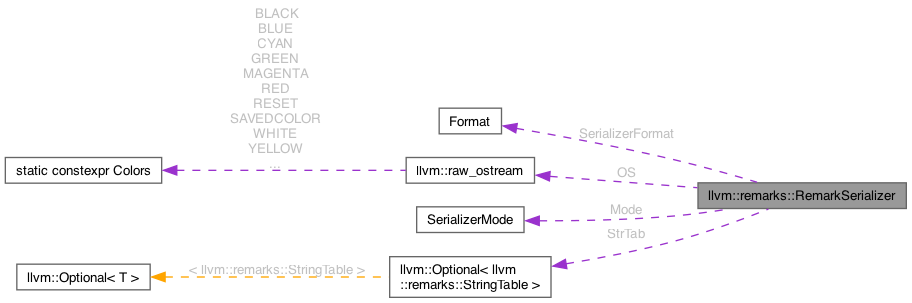 BLACK
BLUE
CYAN
GREEN
MAGENTA
RED
RESET
SAVEDCOLOR
WHITE
YELLOW
...
Format
SerializerFormat
static constexpr Colors
llvm::raw_ostream
OS
llvm::remarks::RemarkSerializer
SerializerMode
Mode
StrTab
llvm::Optional< T >
< llvm::remarks::StringTable >
llvm::Optional< llvm
::remarks::StringTable >